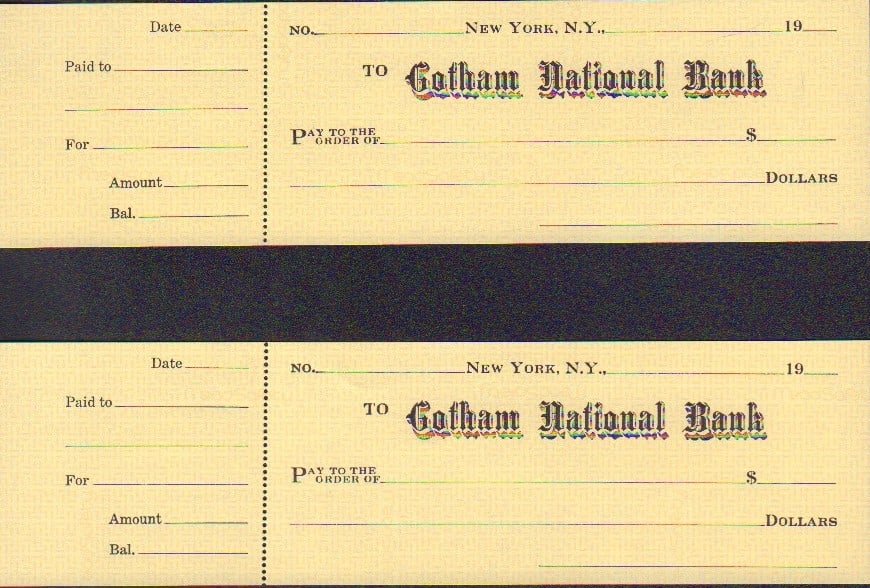 Date NO. NEW YORK, N.Y., 19
Paid to TO Gotham National Bank
For PAY TO THE ORDER OF $
Amount DOLLARS
Bal.
Date NO. NEW YORK, N.Y., 19
Paid to TO Gotham National Bank
For PAY TO THE ORDER OF $
Amount DOLLARS
Bal.